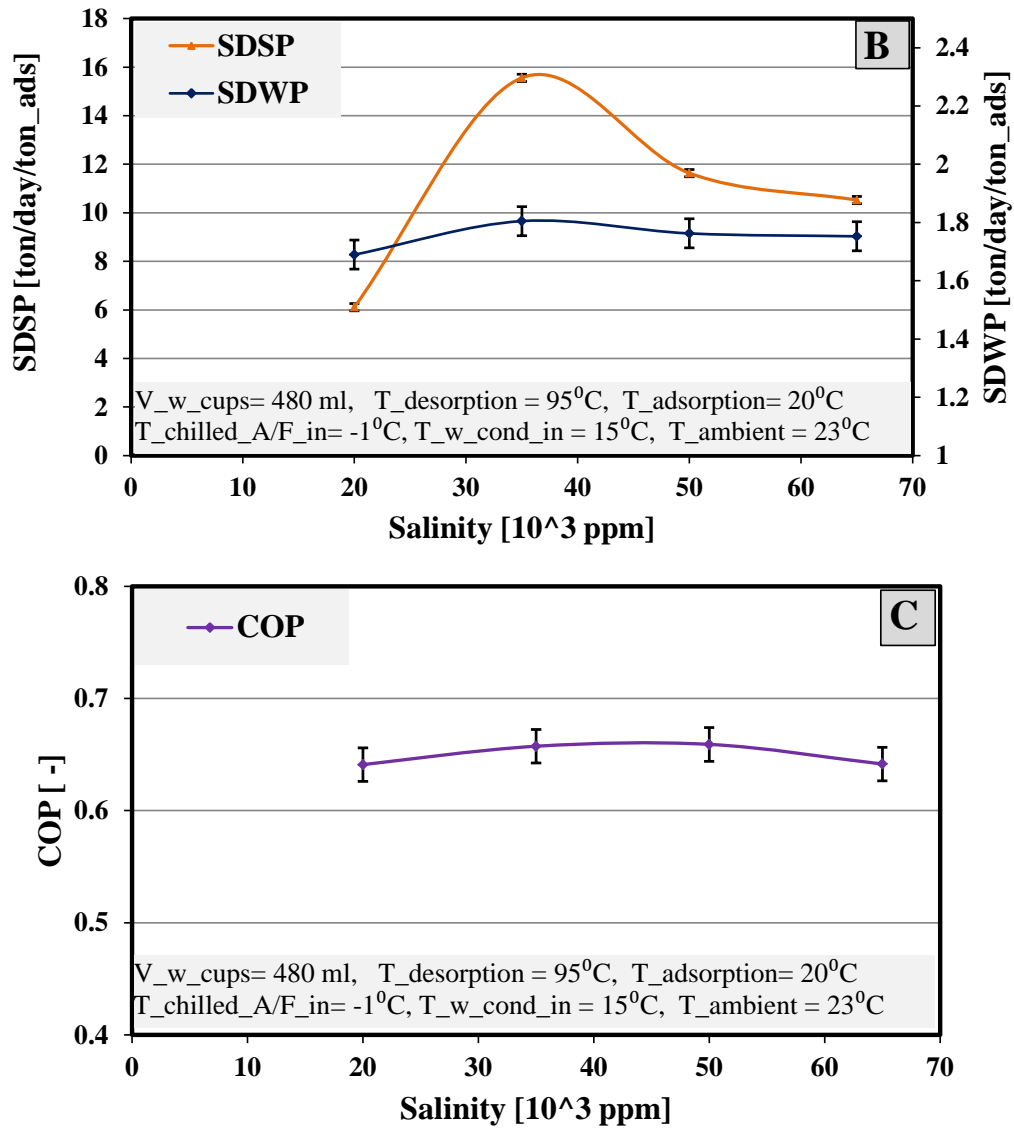 18
16
14
12
10
8
6
4
2
0
SDSP [ton/day/ton_ads]
SDSP
SDWP
B
2.4
2.2
2
1.8
1.6
1.4
1.2
1
SDWP [ton/day/ton_ads]
V_w_cups= 480 ml, T_desorption = 95⁰C, T_adsorption= 20⁰C
T_chilled_A/F_in= -1⁰C, T_w_cond_in = 15⁰C, T_ambient = 23⁰C
0 10 20 30 40 50 60 70
Salinity [10^3 ppm]
0.8
0.7
0.6
0.5
0.4
COP [ -]
COP
C
V_w_cups= 480 ml, T_desorption = 95⁰C, T_adsorption= 20⁰C
T_chilled_A/F_in= -1⁰C, T_w_cond_in = 15⁰C, T_ambient = 23⁰C
0 10 20 30 40 50 60 70
Salinity [10^3 ppm]